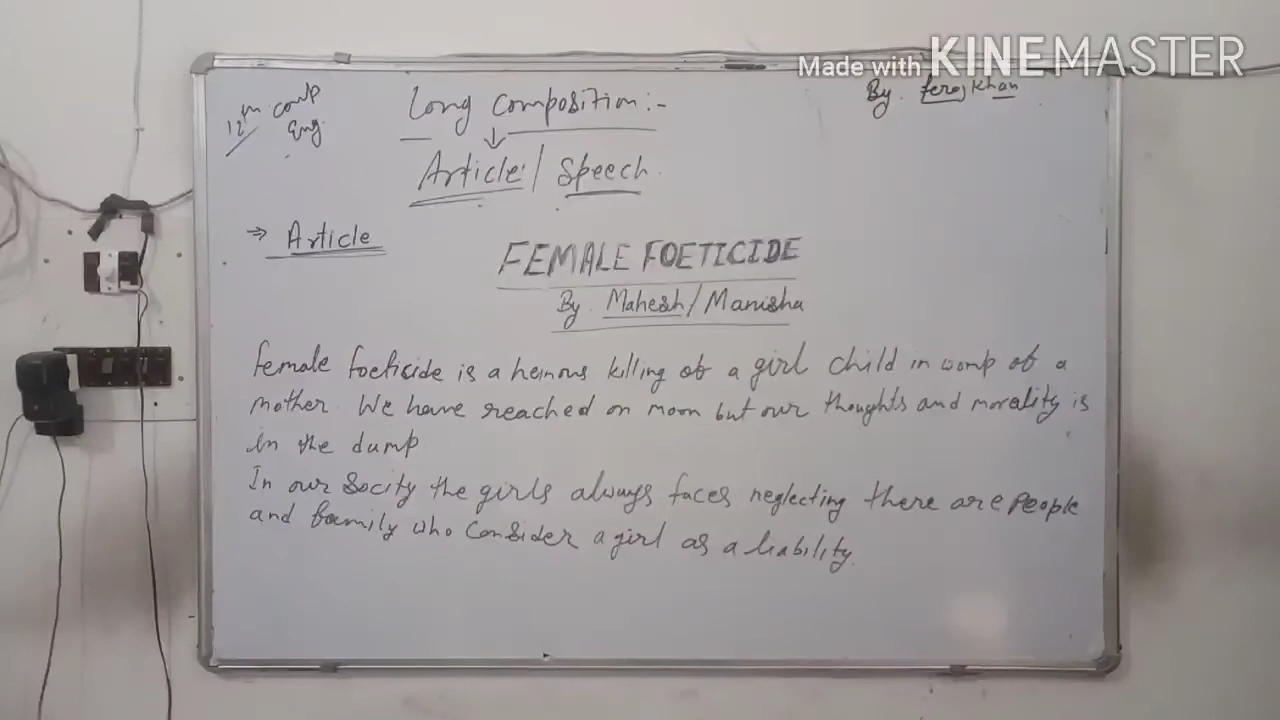 Made with KINEMASTER
12th comp Eng
Long Composition:-
By. feroj khan
Article / Speech.
⇒ Article
FEMALE FOETICIDE
By. Mahesh/Manisha
Female foeticide is a heinous killing of a girl child in womp of a
mother. We have reached on moon but our thoughts and morality is
in the dump
In our Socity the girls always faces neglecting there are people
and family who consider a girl as a liability.